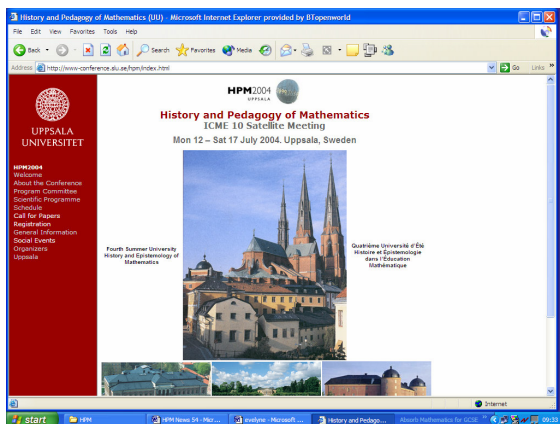 History and Pedagogy of Mathematics (UU) - Microsoft Internet Explorer provided by BTopenworld
File Edit View Favorites Tools Help
Back Search Favorites Media
Address http://www-conference.slu.se/hpm/index.html Go Links
HPM2004
UPPSALA
UPPSALA
UNIVERSITET
History and Pedagogy of Mathematics
ICME 10 Satellite Meeting
Mon 12 – Sat 17 July 2004. Uppsala, Sweden
HPM2004
Welcome
About the Conference
Program Committee
Scientific Programme
Schedule
Call for Papers
Registration
General Information
Social Events
Organizers
Uppsala
Fourth Summer University
History and Epistemology of
Mathematics
Quatrième Université d'Été
Histoire et Épistemologie
dans l'Éducation
Mathématique
Internet
start HPM HPM News 54 - Micr... evelyne - Microsoft ... History and Pedago... Absorb Mathematics for GCSE 09:33